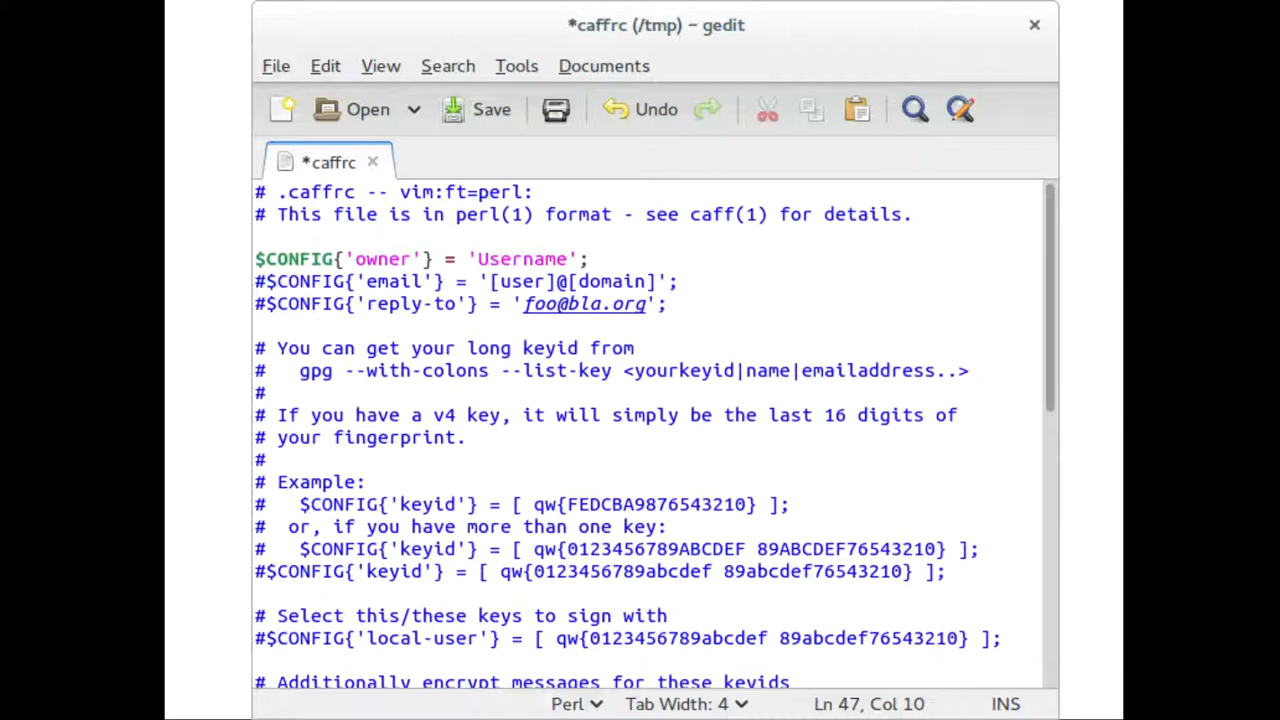 *caffrc (/tmp) – gedit
File Edit View Search Tools Documents
Open Save Undo
*caffrc
# .caffrc -- vim:ft=perl:
# This file is in perl(1) format - see caff(1) for details.
$CONFIG{'owner'} = 'Username';
#$CONFIG{'email'} = '[user]@[domain]';
#$CONFIG{'reply-to'} = 'foo@bla.org';
# You can get your long keyid from
#   gpg --with-colons --list-key <yourkeyid|name|emailaddress..>
#
# If you have a v4 key, it will simply be the last 16 digits of
# your fingerprint.
#
# Example:
#   $CONFIG{'keyid'} = [ qw{FEDCBA9876543210} ];
#  or, if you have more than one key:
#   $CONFIG{'keyid'} = [ qw{0123456789ABCDEF 89ABCDEF76543210} ];
#$CONFIG{'keyid'} = [ qw{0123456789abcdef 89abcdef76543210} ];
# Select this/these keys to sign with
#$CONFIG{'local-user'} = [ qw{0123456789abcdef 89abcdef76543210} ];
# Additionally encrypt messages for these keyids
Perl Tab Width: 4 Ln 47, Col 10 INS